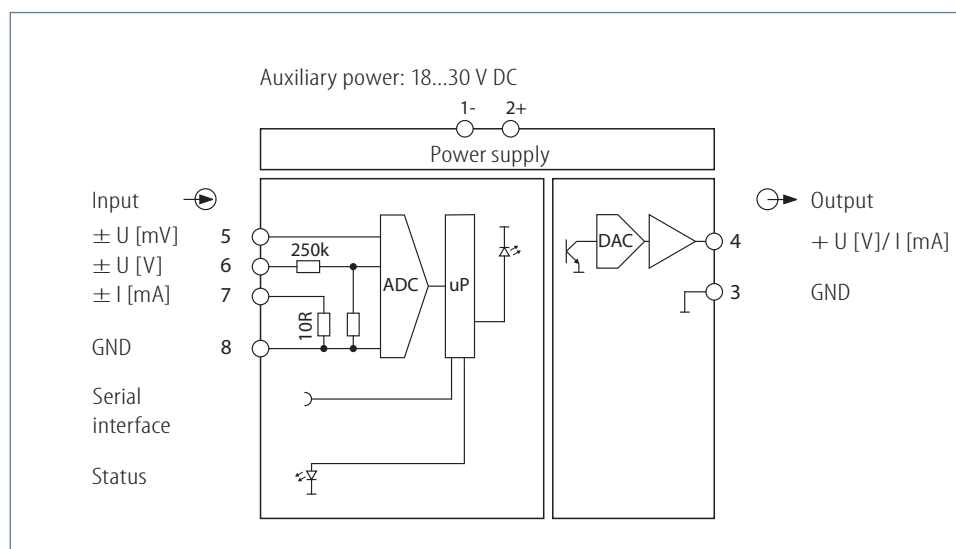 Auxiliary power: 18...30 V DC
1- 2+
Power supply
Input
Output
± U [mV] 5
± U [V] 6
± I [mA] 7
GND 8
250k
10R
ADC
uP
DAC
4 + U [V]/ I [mA]
3 GND
Serial
interface
Status